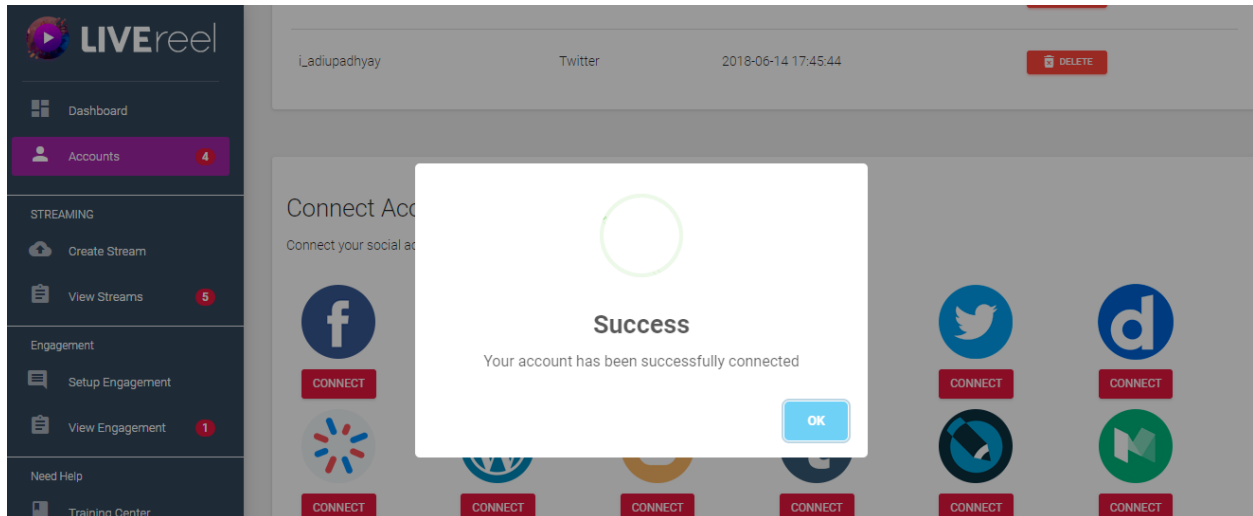 LIVEreel
i_adiupadhyay Twitter 2018-06-14 17:45:44 DELETE
Dashboard
Accounts 4
STREAMING
Create Stream
View Streams 5
Engagement
Setup Engagement
View Engagement 1
Need Help
Training Center
Connect Acc
Connect your social ac
Success
Your account has been successfully connected
OK
CONNECT CONNECT CONNECT
CONNECT CONNECT CONNECT CONNECT CONNECT CONNECT